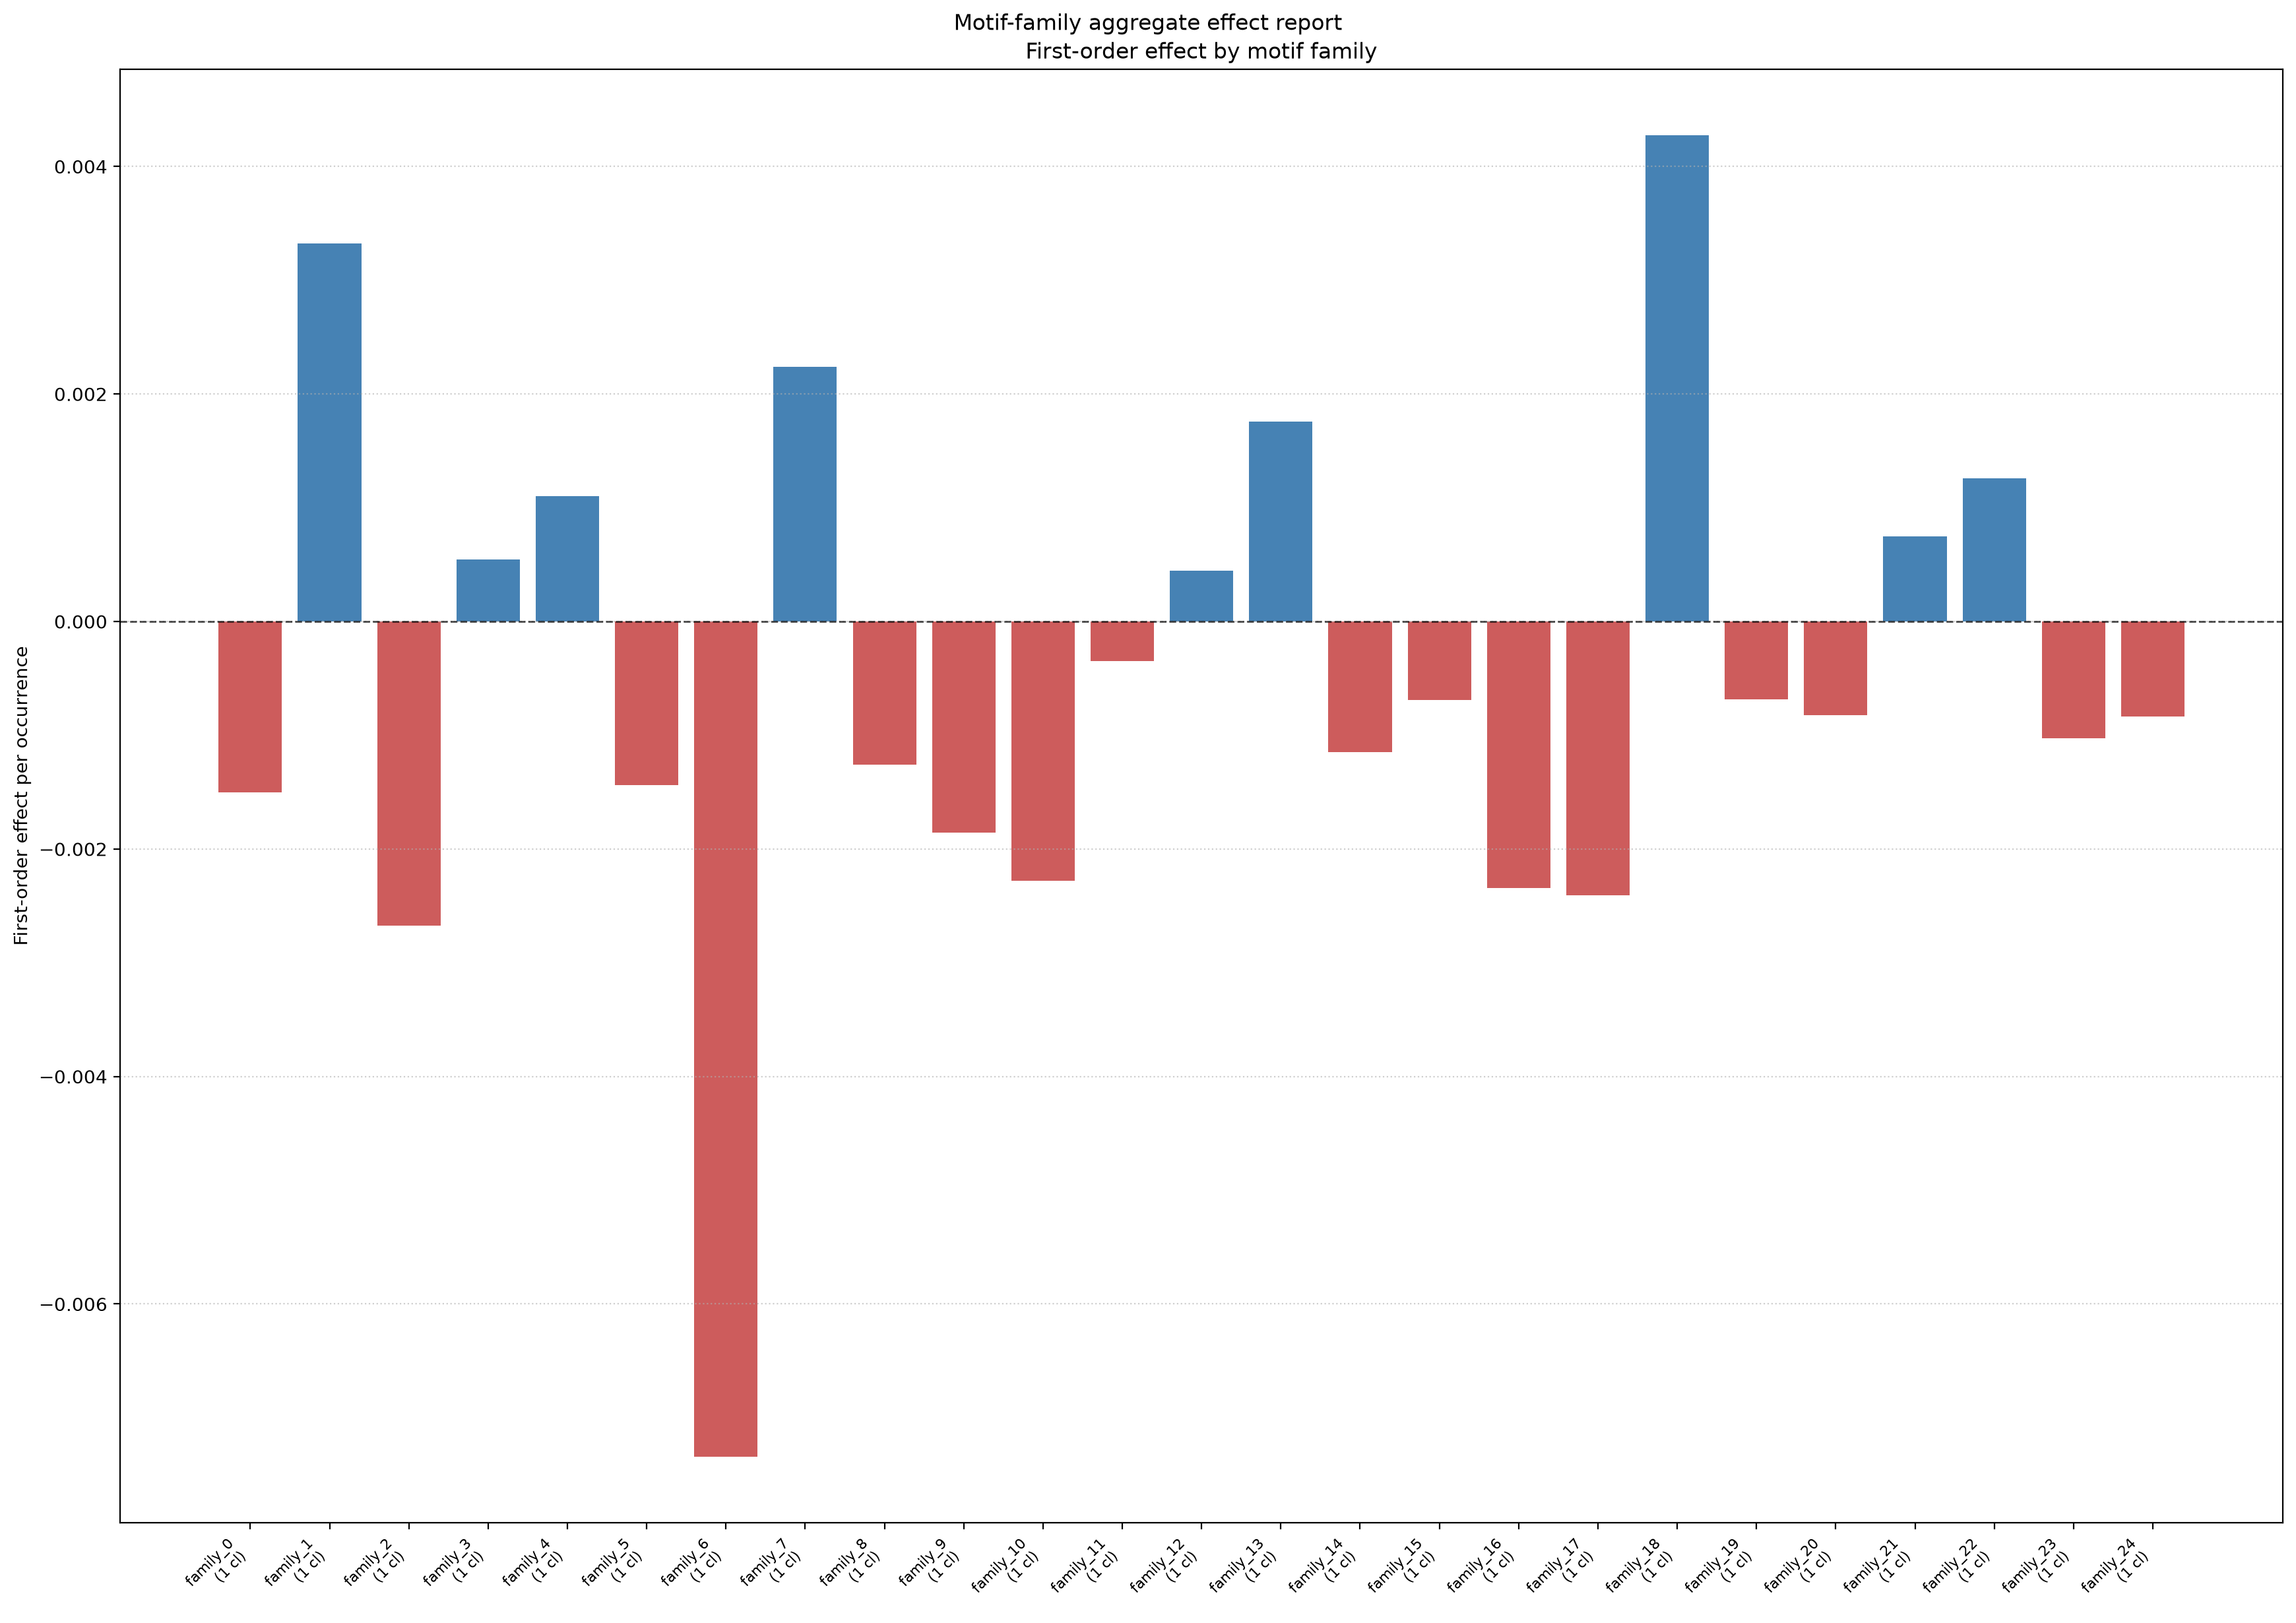 Motif-family aggregate effect report
First-order effect by motif family
First-order effect per occurrence
0.004
0.002
0.000
−0.002
−0.004
−0.006
family_0
(1 cl)
family_1
(1 cl)
family_2
(1 cl)
family_3
(1 cl)
family_4
(1 cl)
family_5
(1 cl)
family_6
(1 cl)
family_7
(1 cl)
family_8
(1 cl)
family_9
(1 cl)
family_10
(1 cl)
family_11
(1 cl)
family_12
(1 cl)
family_13
(1 cl)
family_14
(1 cl)
family_15
(1 cl)
family_16
(1 cl)
family_17
(1 cl)
family_18
(1 cl)
family_19
(1 cl)
family_20
(1 cl)
family_21
(1 cl)
family_22
(1 cl)
family_23
(1 cl)
family_24
(1 cl)